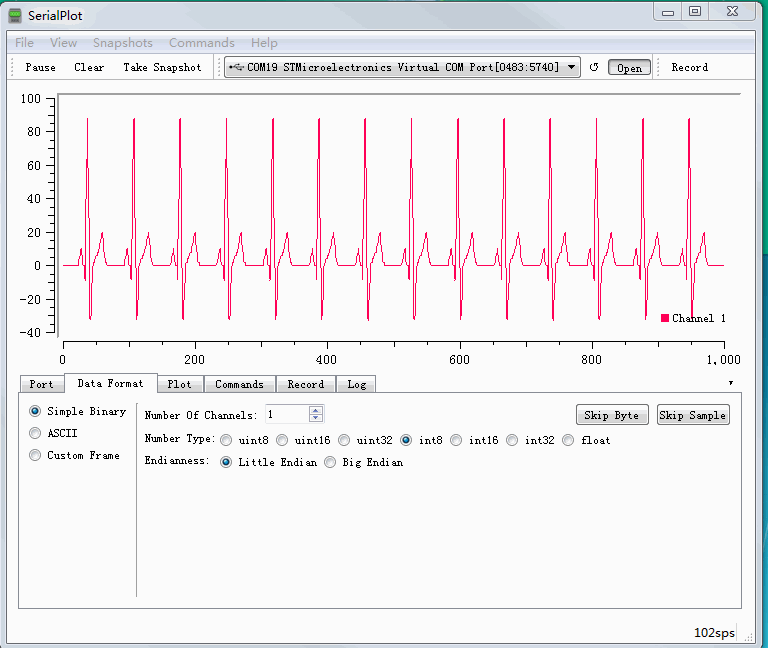 SerialPlot
File View Snapshots Commands Help
Pause Clear Take Snapshot COM19 STMicroelectronics Virtual COM Port[0483:5740] Open Record
100
80
60
40
20
0
-20
-40
Channel 1
0 200 400 600 800 1,000
Port Data Format Plot Commands Record Log
Simple Binary Number Of Channels: 1 Skip Byte Skip Sample
ASCII Number Type: uint8 uint16 uint32 int8 int16 int32 float
Custom Frame Endianness: Little Endian Big Endian
102sps